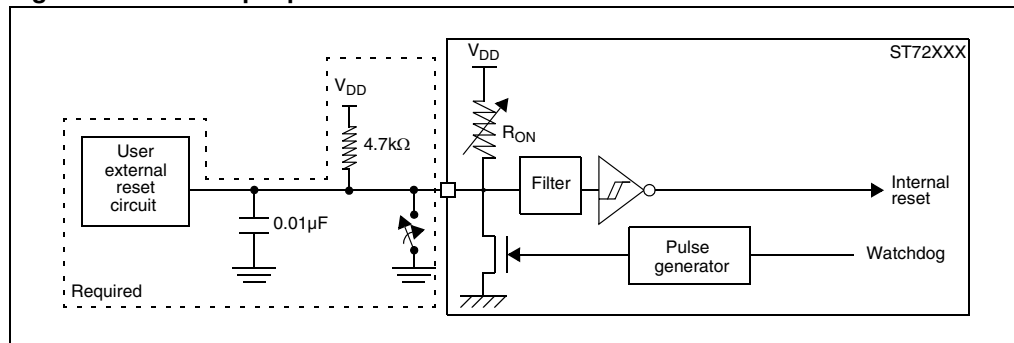 ST72XXX
VDD
RON
VDD
4.7kΩ
User
external
reset
circuit
Filter
Internal
reset
0.01µF
Pulse
generator
Watchdog
Required